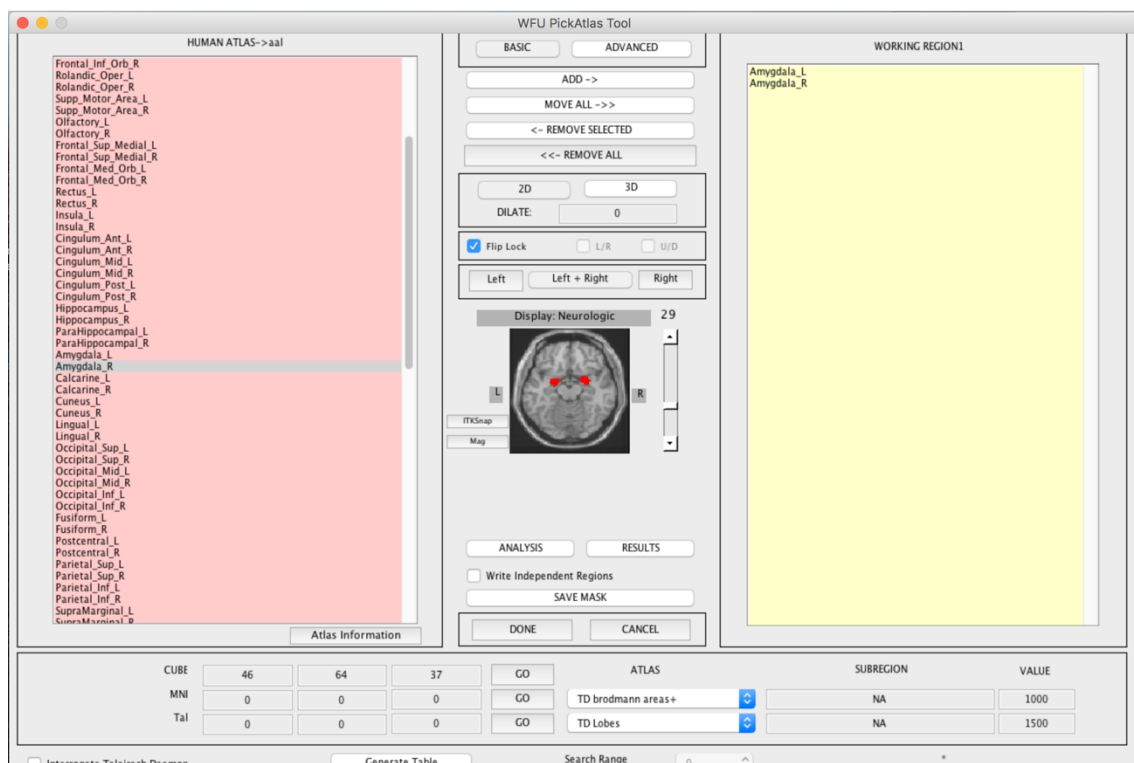 WFU PickAtlas Tool
HUMAN ATLAS->aal
Frontal_Inf_Orb_R
Rolandic_Oper_L
Rolandic_Oper_R
Supp_Motor_Area_L
Supp_Motor_Area_R
Olfactory_L
Olfactory_R
Frontal_Sup_Medial_L
Frontal_Sup_Medial_R
Frontal_Med_Orb_L
Frontal_Med_Orb_R
Rectus_L
Rectus_R
Insula_L
Insula_R
Cingulum_Ant_L
Cingulum_Ant_R
Cingulum_Mid_L
Cingulum_Mid_R
Cingulum_Post_L
Cingulum_Post_R
Hippocampus_L
Hippocampus_R
ParaHippocampal_L
ParaHippocampal_R
Amygdala_L
Amygdala_R
Calcarine_L
Calcarine_R
Cuneus_L
Cuneus_R
Lingual_L
Lingual_R
Occipital_Sup_L
Occipital_Sup_R
Occipital_Mid_L
Occipital_Mid_R
Occipital_Inf_L
Occipital_Inf_R
Fusiform_L
Fusiform_R
Postcentral_L
Postcentral_R
Parietal_Sup_L
Parietal_Sup_R
Parietal_Inf_L
Parietal_Inf_R
SupraMarginal_L
SupraMarginal_R
Atlas Information
BASIC ADVANCED
ADD ->
MOVE ALL ->>
<- REMOVE SELECTED
<<- REMOVE ALL
2D 3D
DILATE: 0
Flip Lock L/R U/D
Left Left + Right Right
Display: Neurologic 29
L R
ITKSnap
Mag
ANALYSIS RESULTS
Write Independent Regions
SAVE MASK
DONE CANCEL
WORKING REGION1
Amygdala_L
Amygdala_R
CUBE 46 64 37 GO ATLAS SUBREGION VALUE
MNI 0 0 0 GO TD brodmann areas+ NA 1000
Tal 0 0 0 GO TD Lobes NA 1500
Interrogate Talairach Daemon Generate Table Search Range 0